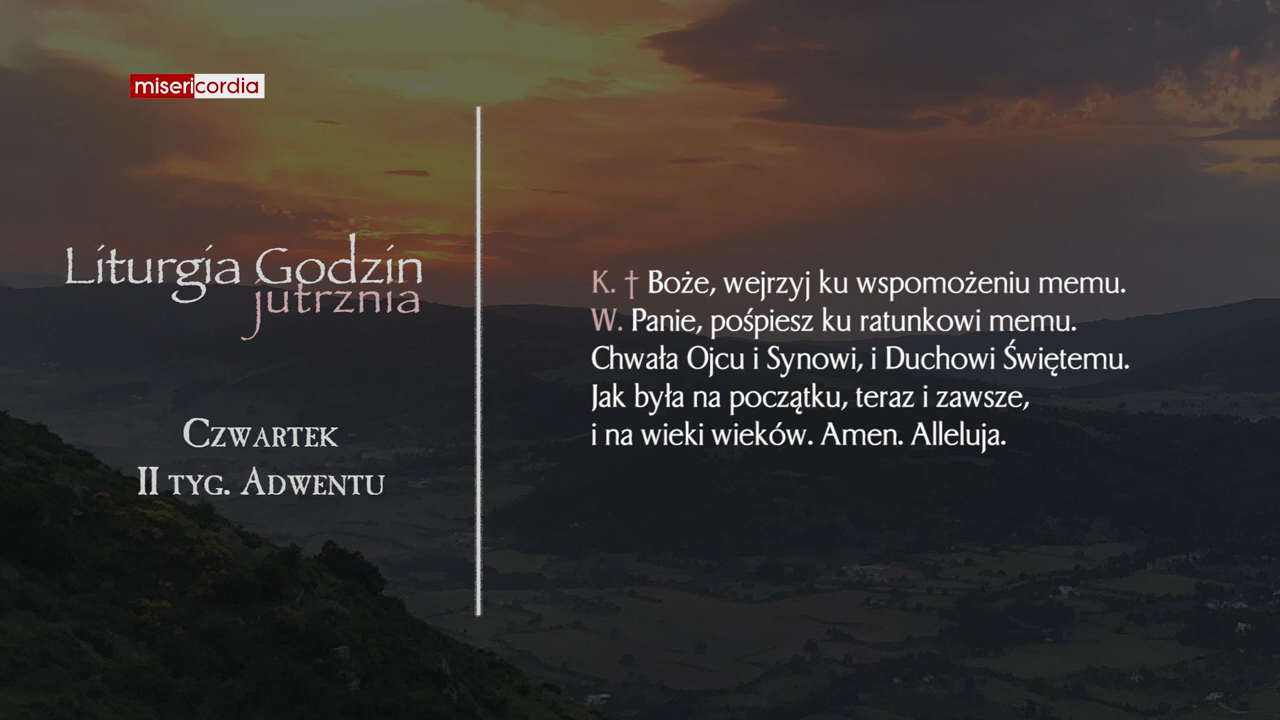 misericordia
Liturgia Godzin
jutrznia
Czwartek
II tyg. Adwentu
K. † Boże, wejrzyj ku wspomożeniu memu.
W. Panie, pośpiesz ku ratunkowi memu.
Chwała Ojcu i Synowi, i Duchowi Świętemu.
Jak była na początku, teraz i zawsze,
i na wieki wieków. Amen. Alleluja.